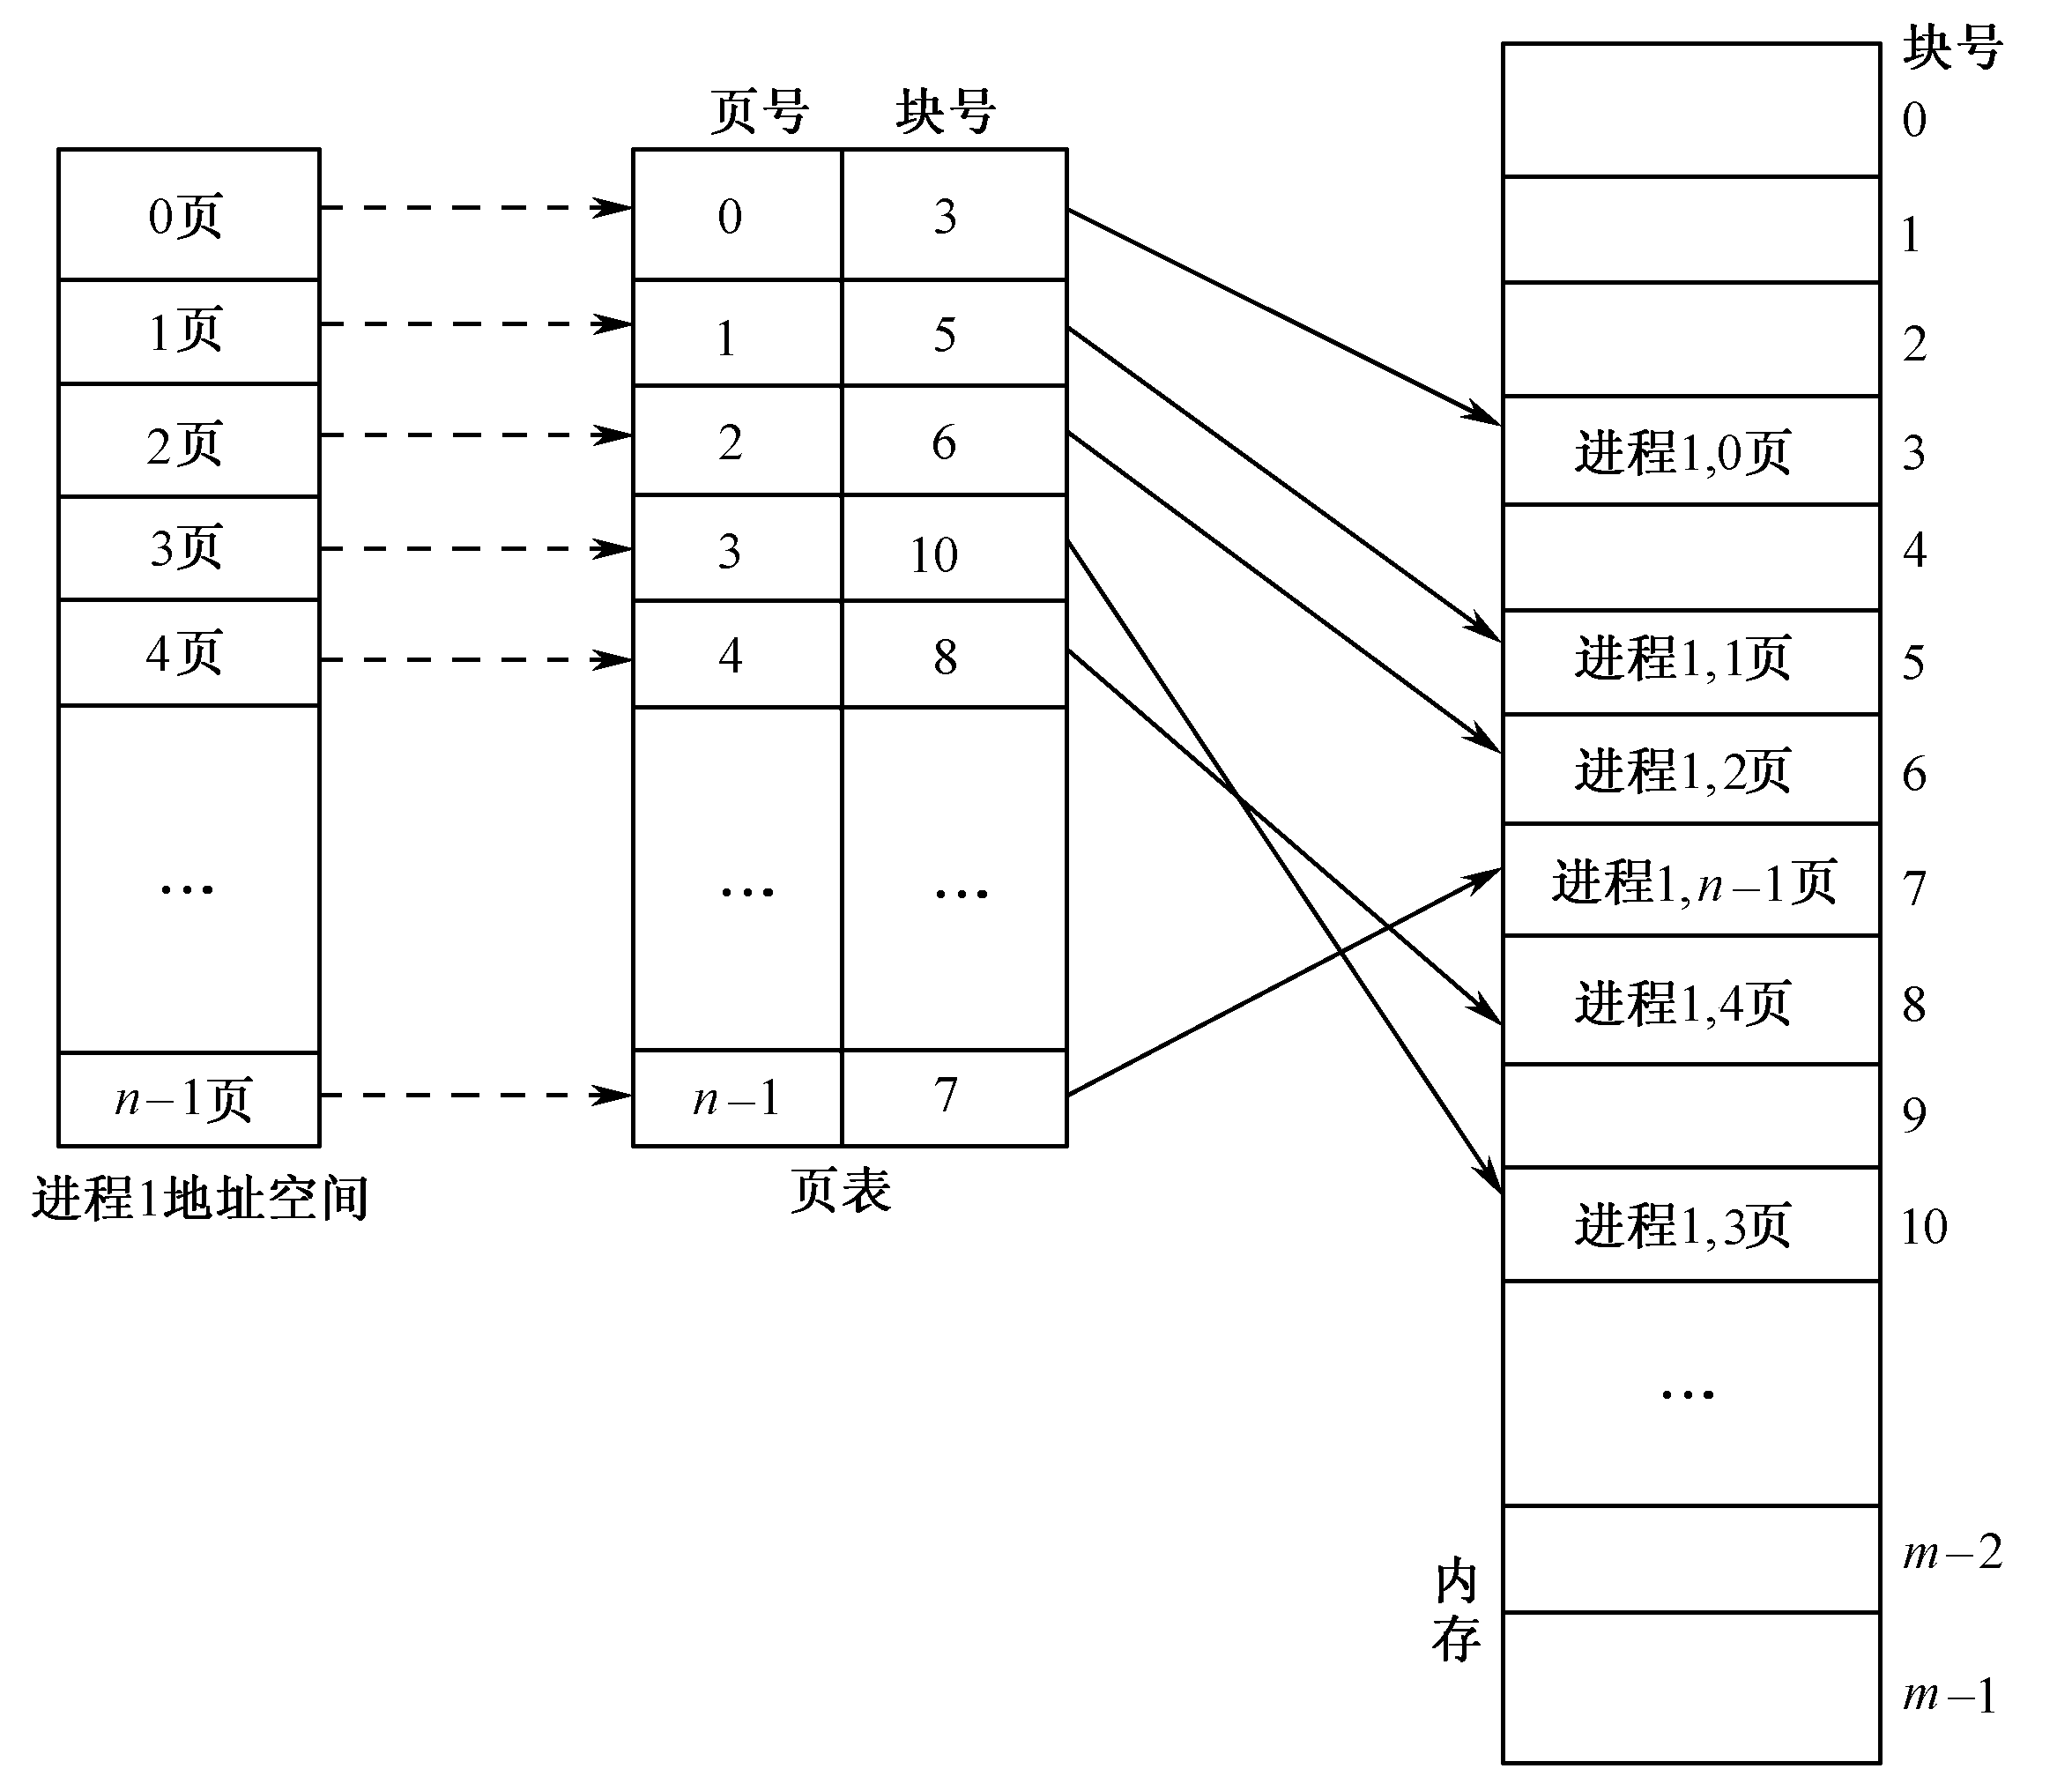 0页
1页
2页
3页
4页
…
n–1页
进程1地址空间
页号 块号
0 3
1 5
2 6
3 10
4 8
… …
n–1 7
页表
块号
0
1
2
进程1,0页 3
4
进程1,1页 5
进程1,2页 6
进程1,n–1页 7
进程1,4页 8
9
进程1,3页 10
…
m–2
m–1
内
存